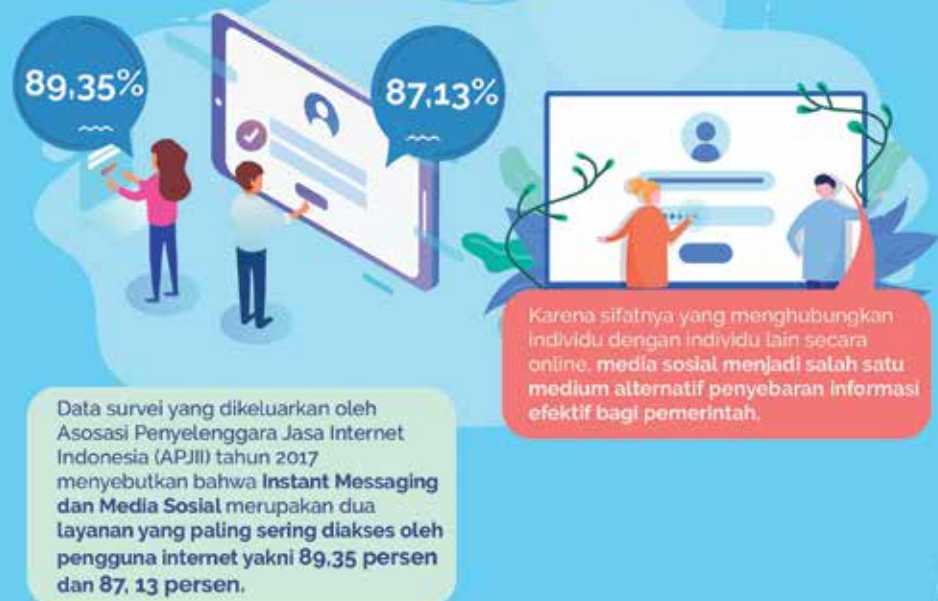 89,35%
87,13%
Karena sifatnya yang menghubungkan
individu dengan individu lain secara
online, media sosial menjadi salah satu
medium alternatif penyebaran informasi
efektif bagi pemerintah.
Data survei yang dikeluarkan oleh
Asosasi Penyelenggara Jasa Internet
Indonesia (APJII) tahun 2017
menyebutkan bahwa Instant Messaging
dan Media Sosial merupakan dua
layanan yang paling sering diakses oleh
pengguna internet yakni 89,35 persen
dan 87, 13 persen.